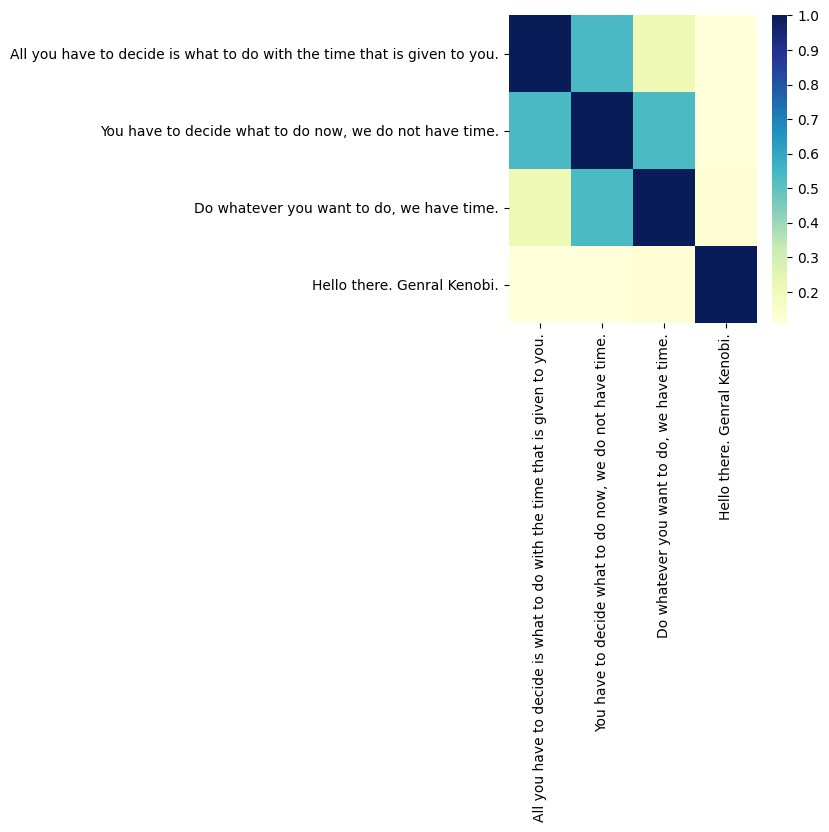 All you have to decide is what to do with the time that is given to you.
You have to decide what to do now, we do not have time.
Do whatever you want to do, we have time.
Hello there. Genral Kenobi.
1.0
0.9
0.8
0.7
0.6
0.5
0.4
0.3
0.2
All you have to decide is what to do with the time that is given to you.
You have to decide what to do now, we do not have time.
Do whatever you want to do, we have time.
Hello there. Genral Kenobi.